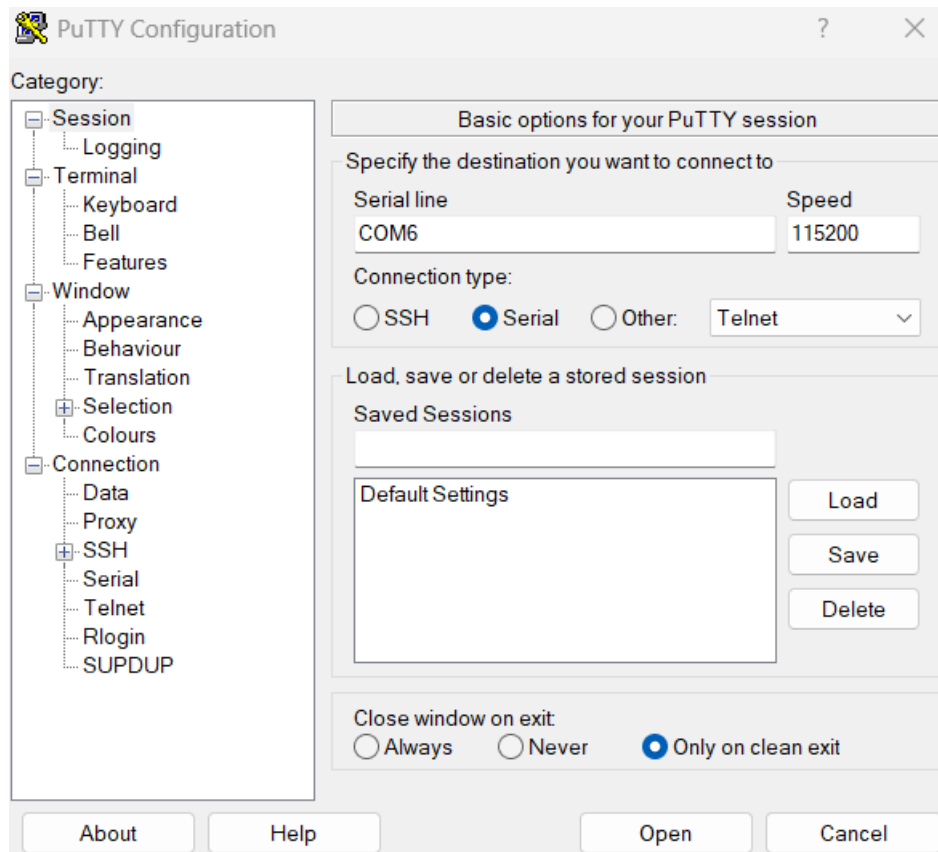 PuTTY Configuration
?
Category:
Session
Logging
Terminal
Keyboard
Bell
Features
Window
Appearance
Behaviour
Translation
Selection
Colours
Connection
Data
Proxy
SSH
Serial
Telnet
Rlogin
SUPDUP
Basic options for your PuTTY session
Specify the destination you want to connect to
Serial line Speed
COM6 115200
Connection type:
SSH Serial Other: Telnet
Load, save or delete a stored session
Saved Sessions
Default Settings
Load
Save
Delete
Close window on exit:
Always Never Only on clean exit
About Help Open Cancel